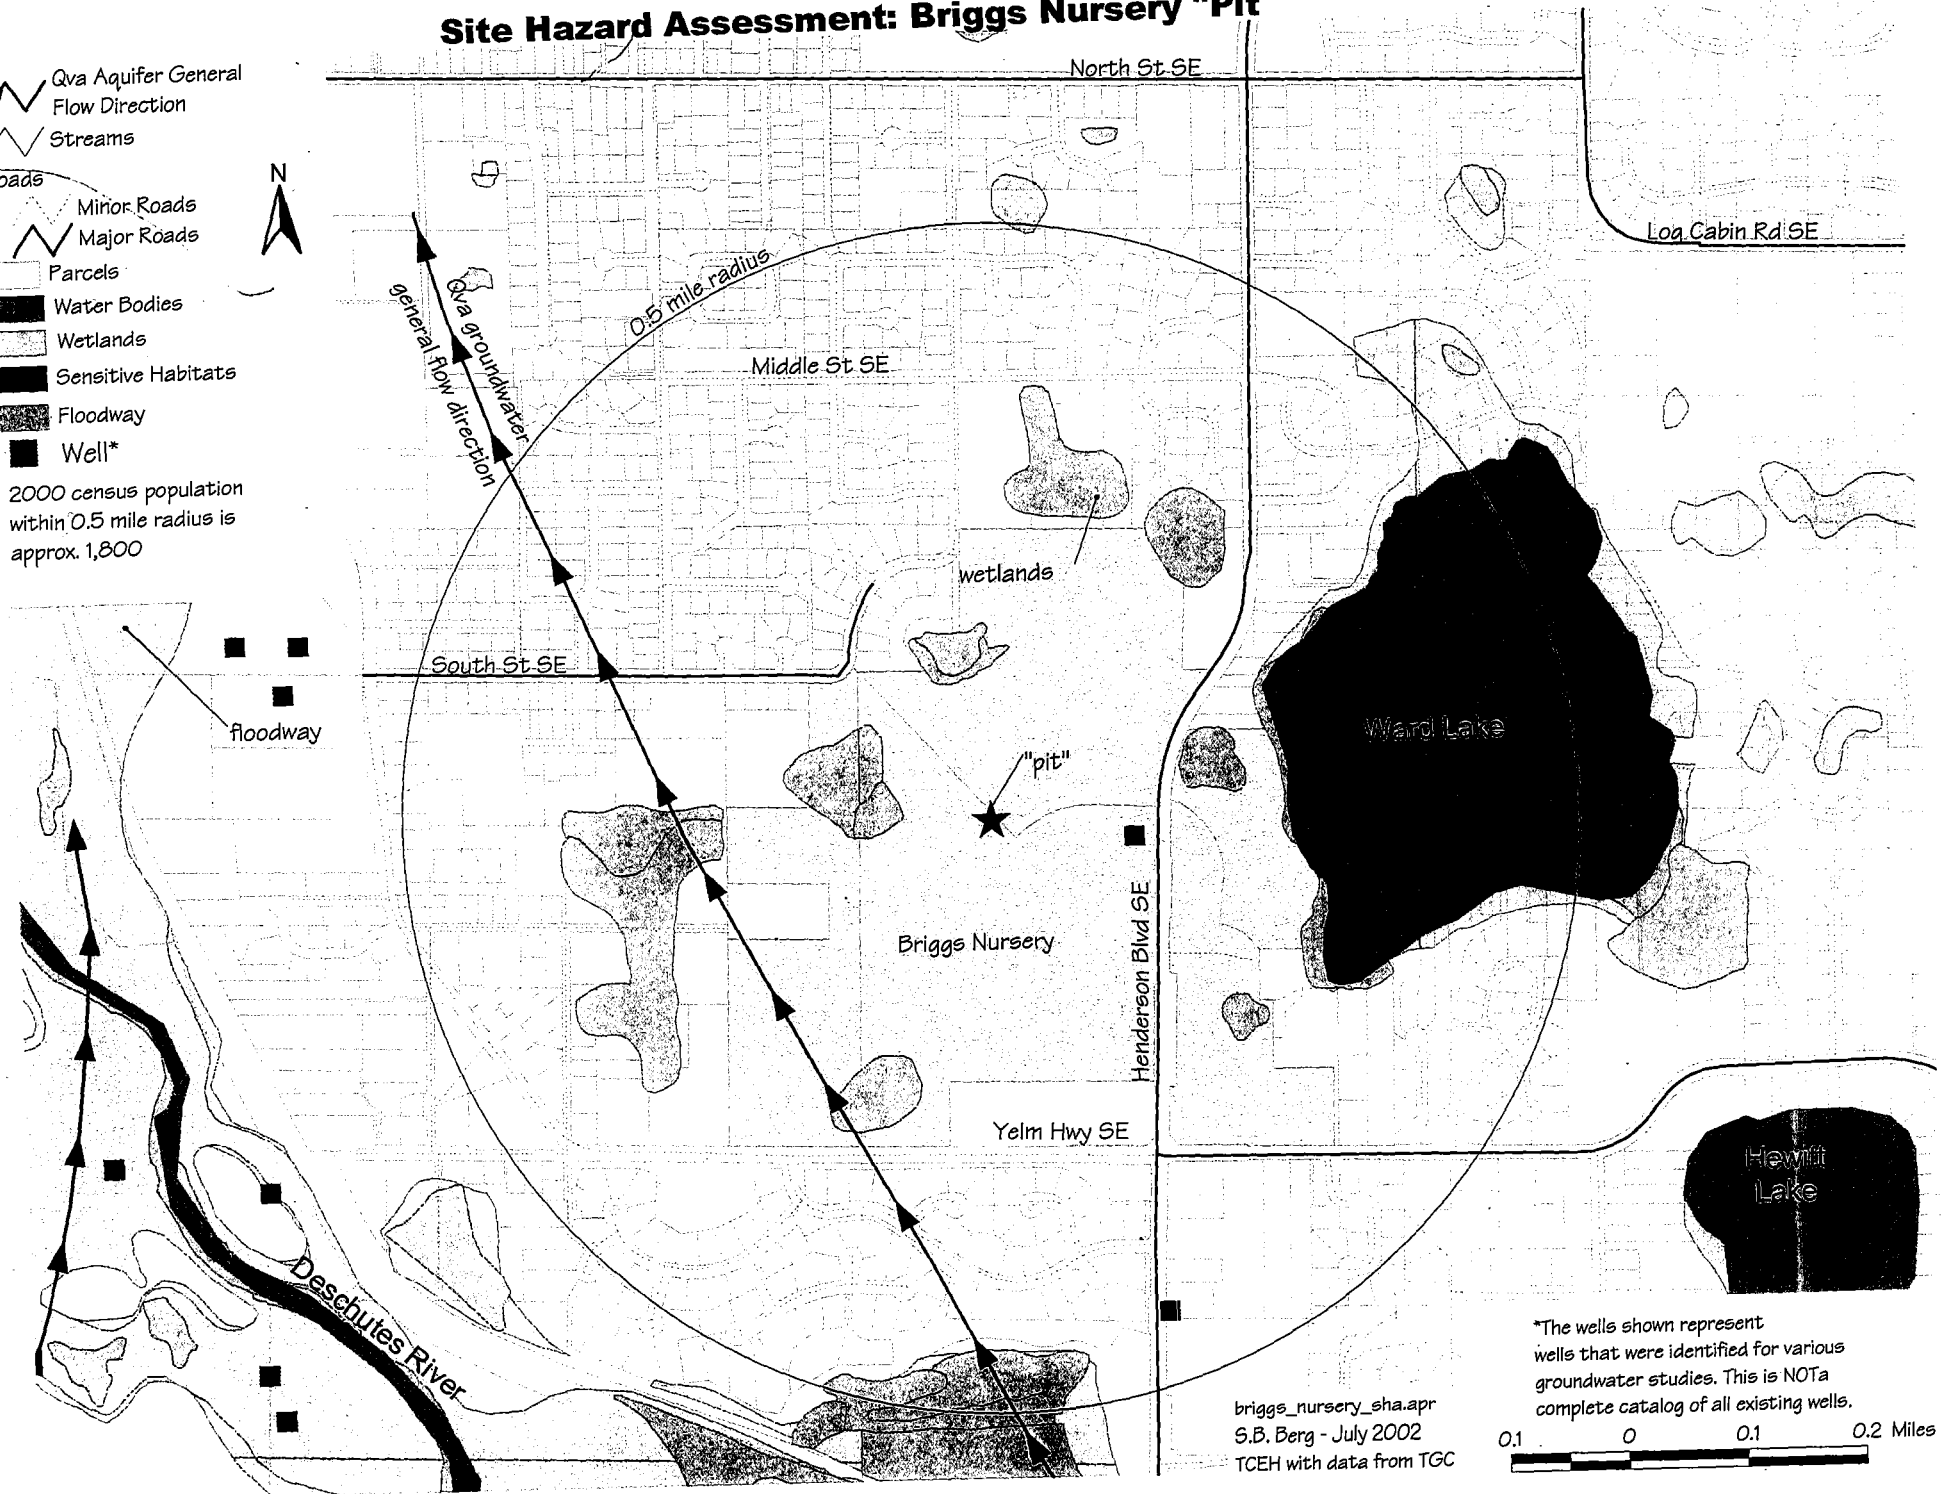 Site Hazard Assessment: Briggs Nursery "Pit
Qva Aquifer General
Flow Direction
Streams
oads
Minor Roads
Major Roads
Parcels
Water Bodies
Wetlands
Sensitive Habitats
Floodway
Well*
2000 census population
within 0.5 mile radius is
approx. 1,800
N
North St SE
Log Cabin Rd SE
0.5 mile radius
Qva groundwater
general flow direction
Middle St SE
wetlands
South St SE
floodway
"pit"
Ward Lake
Briggs Nursery
Henderson Blvd SE
Yelm Hwy SE
Hewitt
Lake
Deschutes River
*The wells shown represent
wells that were identified for various
groundwater studies. This is NOTa
complete catalog of all existing wells.
briggs_nursery_sha.apr
S.B. Berg - July 2002
TCEH with data from TGC
0.1 0 0.1 0.2 Miles